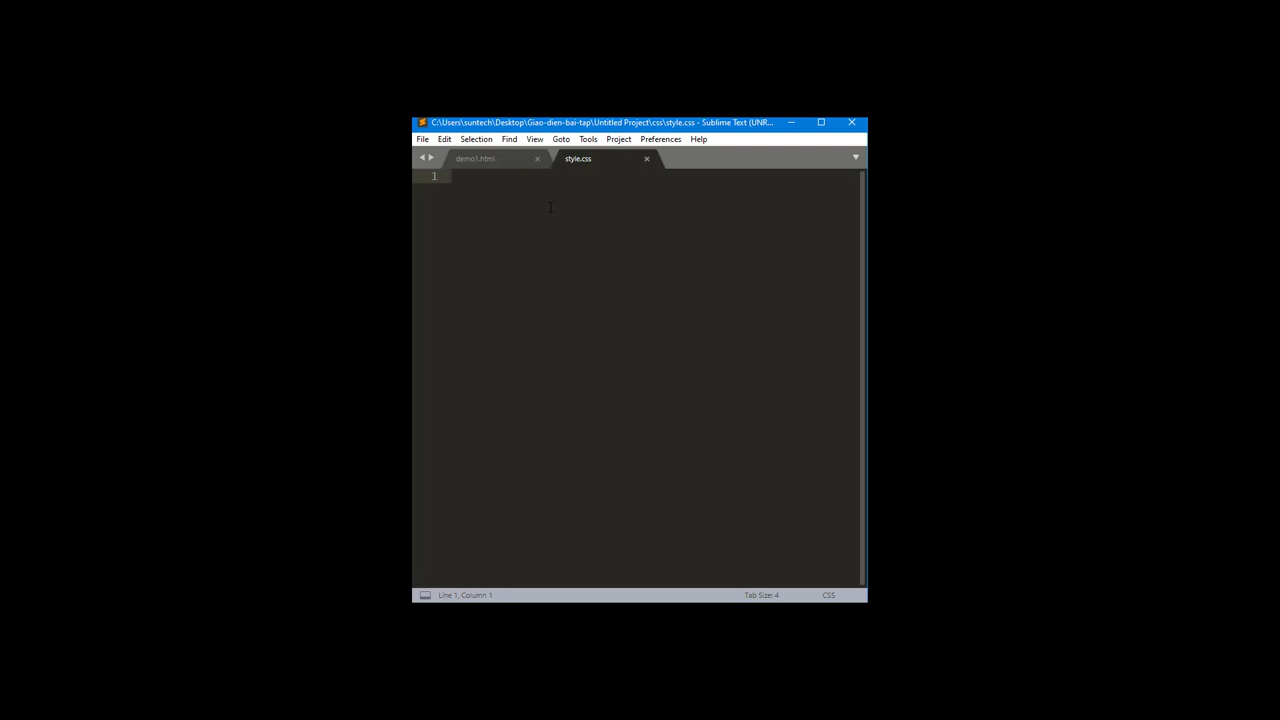 C:\Users\suntech\Desktop\Giao-dien-bai-tap\Untitled Project\css\style.css - Sublime Text (UNR...
File Edit Selection Find View Goto Tools Project Preferences Help
demo1.html style.css
1
Line 1, Column 1 Tab Size: 4 CSS